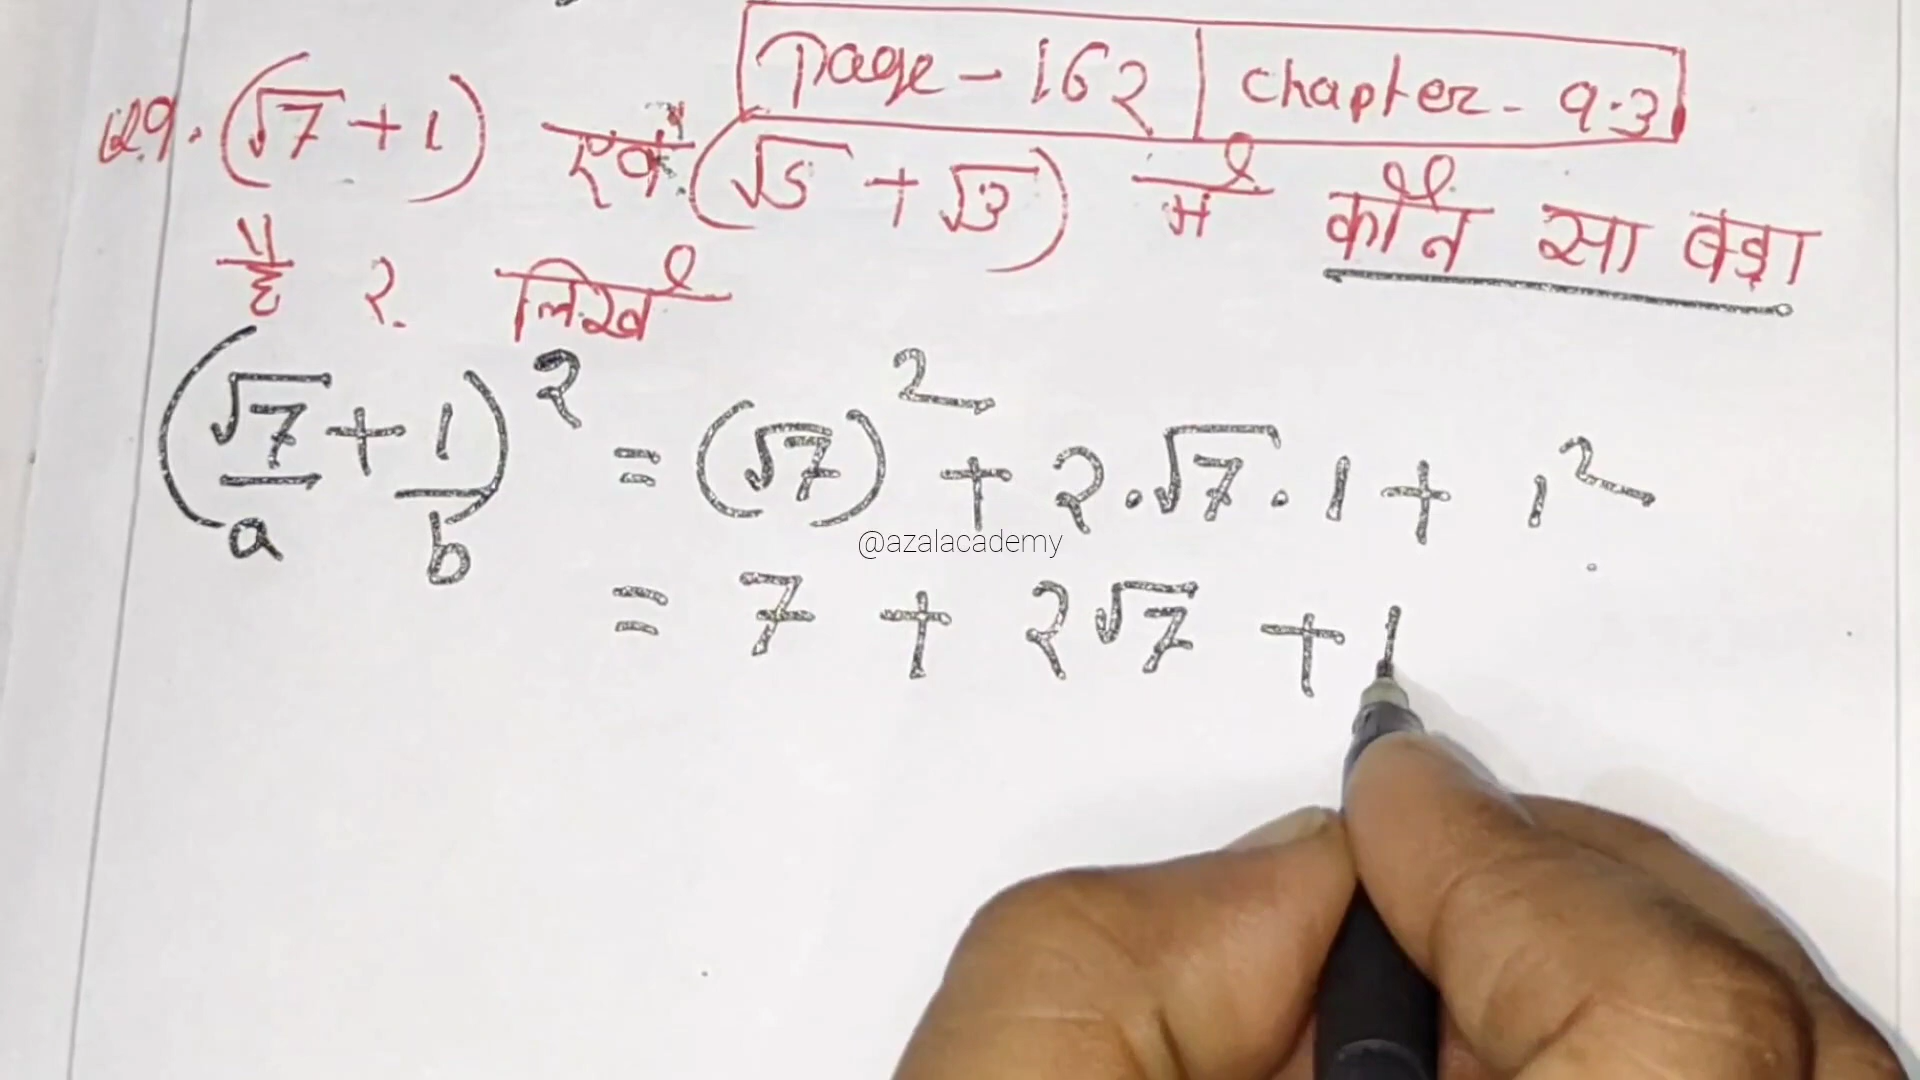 Page - 162 | Chapter - 9.3
Q9. (√7 + 1) एवं (√5 + √3) में कौन सा बड़ा
है ? लिखें
(√7 + 1)² = (√7)² + 2.√7.1 + 1²
a b
@azalacademy
= 7 + 2√7 + 1